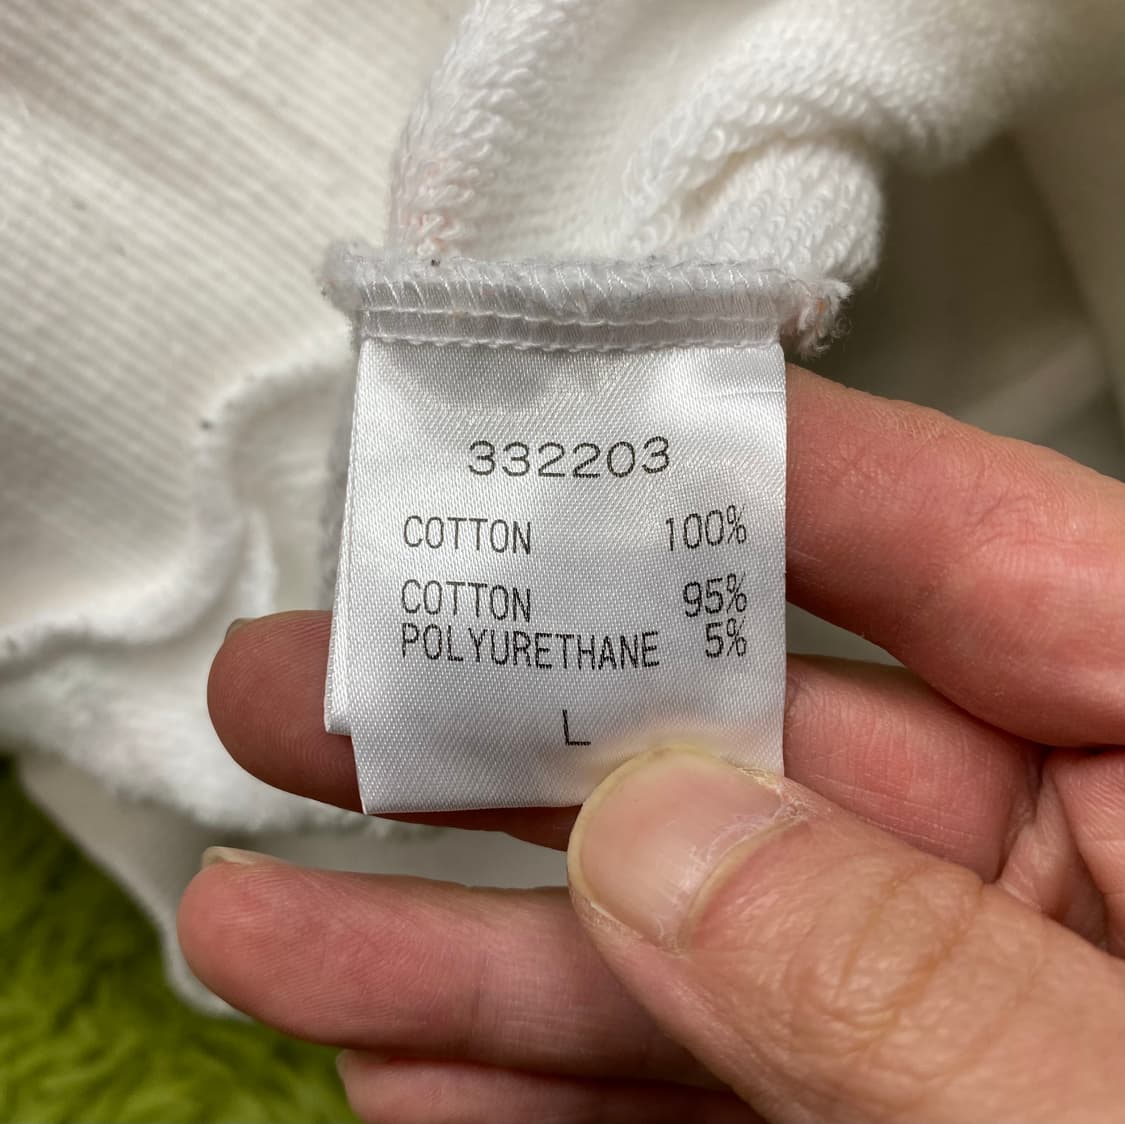 332203
COTTON 100%
COTTON 95%
POLYURETHANE 5%
L